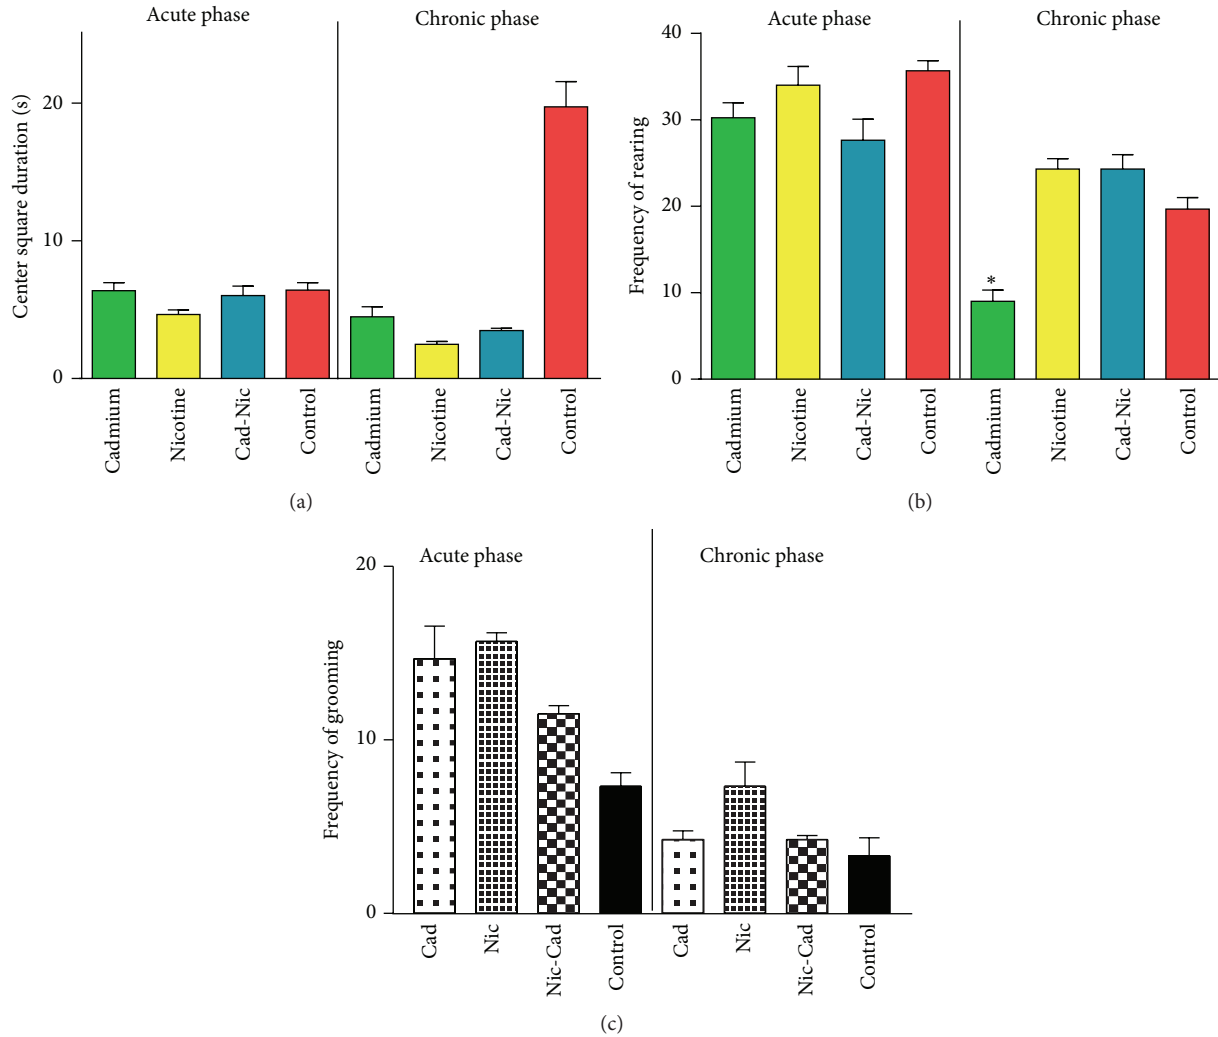 Acute phase
Chronic phase
Center square duration (s)
20
10
0
Cadmium
Nicotine
Cad-Nic
Control
Cadmium
Nicotine
Cad-Nic
Control
(a)
Acute phase
Chronic phase
Frequency of rearing
40
30
20
10
0
*
Cadmium
Nicotine
Cad-Nic
Control
Cadmium
Nicotine
Cad-Nic
Control
(b)
Acute phase
Chronic phase
Frequency of grooming
20
10
0
Cad
Nic
Nic-Cad
Control
Cad
Nic
Nic-Cad
Control
(c)